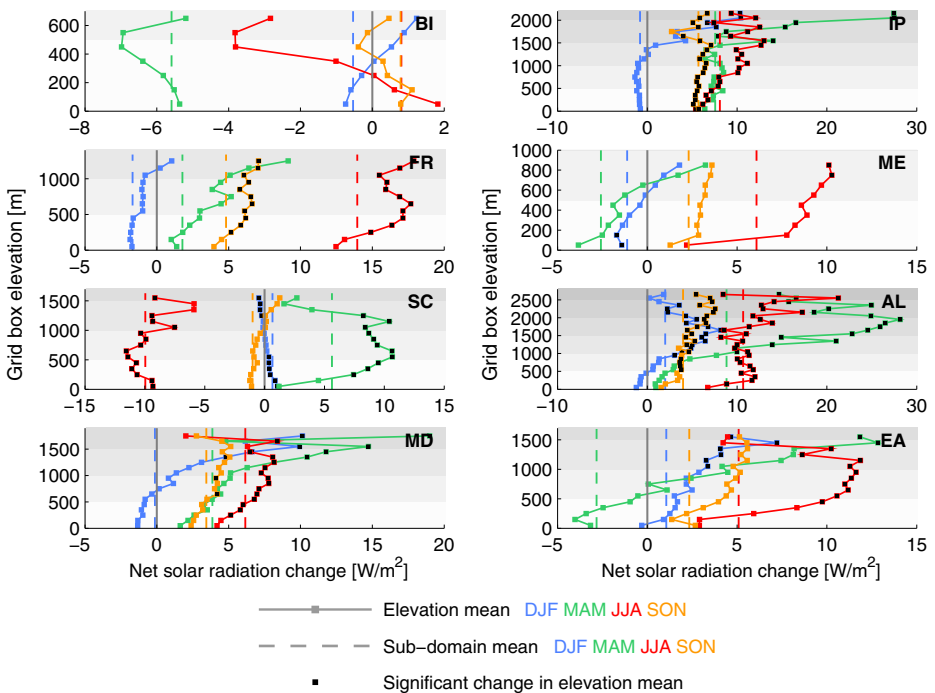 BI
600
400
200
0
−8 −6 −4 −2 0 2
IP
2000
1500
1000
500
0
−10 0 10 20 30
FR
1000
500
0
−5 0 5 10 15 20
ME
1000
800
600
400
200
0
−5 0 5 10 15
SC
1500
1000
500
0
−15 −10 −5 0 5 10 15
AL
2500
2000
1500
1000
500
0
−10 0 10 20 30
MD
1500
1000
500
0
−5 0 5 10 15 20
EA
1500
1000
500
0
−5 0 5 10 15
Grid box elevation [m]
Grid box elevation [m]
Net solar radiation change [W/m²]
Net solar radiation change [W/m²]
Elevation mean DJF MAM JJA SON
Sub−domain mean DJF MAM JJA SON
Significant change in elevation mean